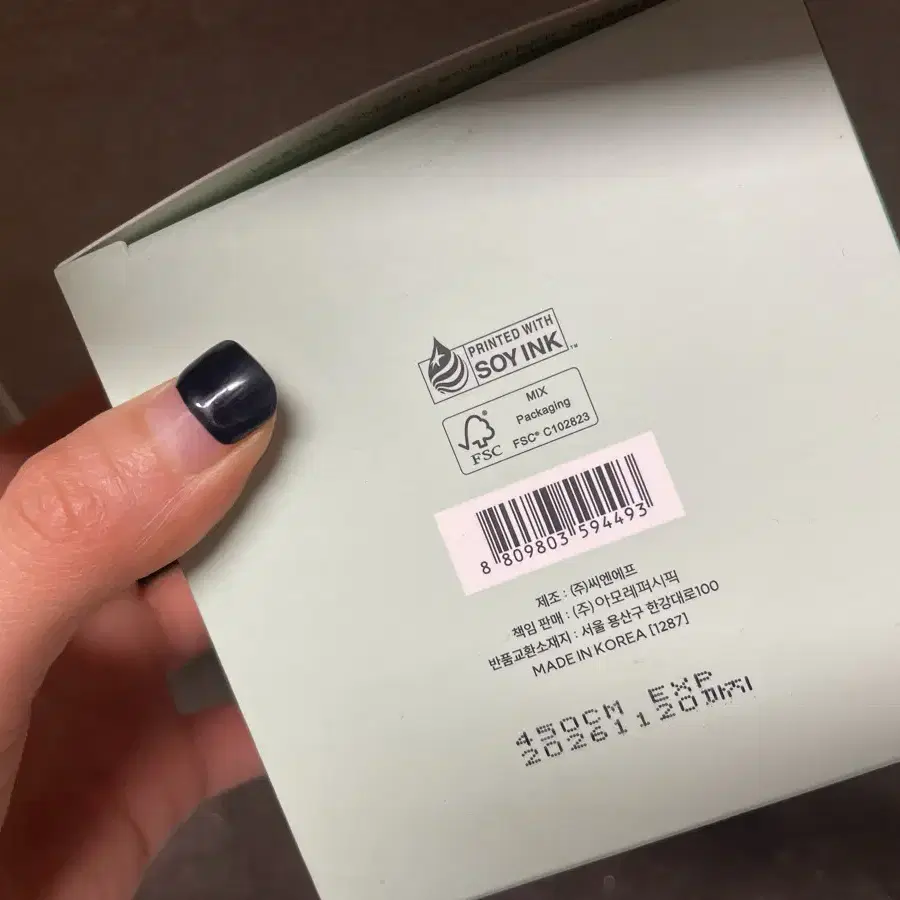 PRINTED WITH
SOY INK™
MIX
Packaging
FSC
FSC® C102823
8 809803 594493
제조 : (주)씨엔에프
책임 판매 : (주) 아모레퍼시픽
반품교환소재지 : 서울 용산구 한강대로100
MADE IN KOREA [1287]
450CM EXP
20261120까지